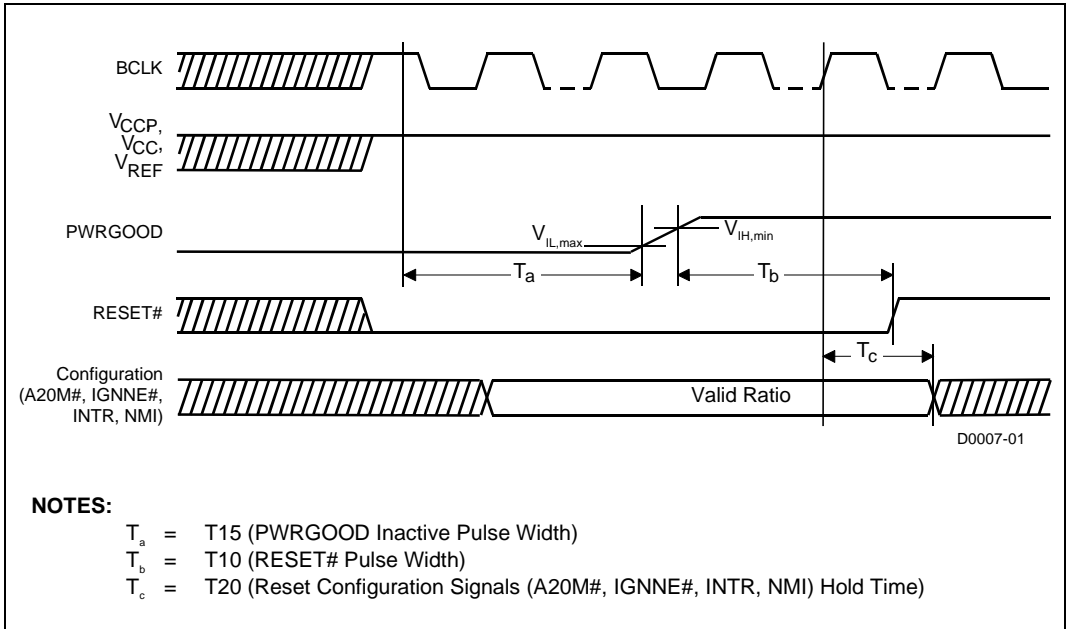 BCLK
VCCP,
VCC,
VREF
PWRGOOD
VIL,max
VIH,min
Ta
Tb
RESET#
Tc
Configuration
(A20M#, IGNNE#,
INTR, NMI)
Valid Ratio
D0007-01
NOTES:
Ta = T15 (PWRGOOD Inactive Pulse Width)
Tb = T10 (RESET# Pulse Width)
Tc = T20 (Reset Configuration Signals (A20M#, IGNNE#, INTR, NMI) Hold Time)